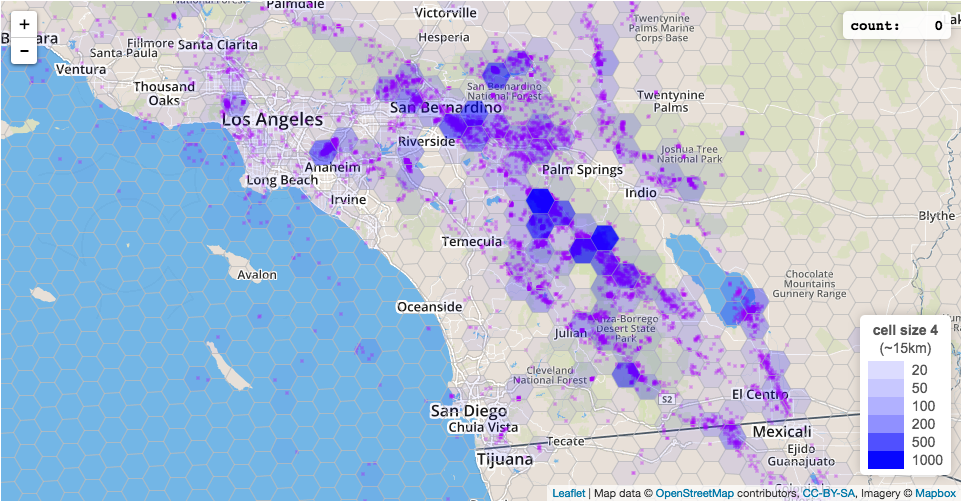 Palmdale
Victorville
+
count: 0
Twentynine
Palms Marine
Corps Base
Hesperia
Fillmore
Santa Clarita
Santa Paula
−
Ventura
San Bernardino
National Forest
Thousand
Oaks
Twentynine
Palms
San Bernardino
Los Angeles
Riverside
Joshua Tree
National Park
Anaheim
Palm Springs
Long Beach
Indio
Irvine
Blythe
Temecula
Avalon
Chocolate
Mountains
Gunnery Range
Oceanside
Desert State
Park
Julian
cell size 4
(~15km)
20
50
100
200
500
1000
Cleveland
National Forest
El Centro
S2
San Diego
Chula Vista
Mexicali
Tecate
Ejido
Guanajuato
Tijuana
Leaflet | Map data © OpenStreetMap contributors, CC-BY-SA, Imagery © Mapbox